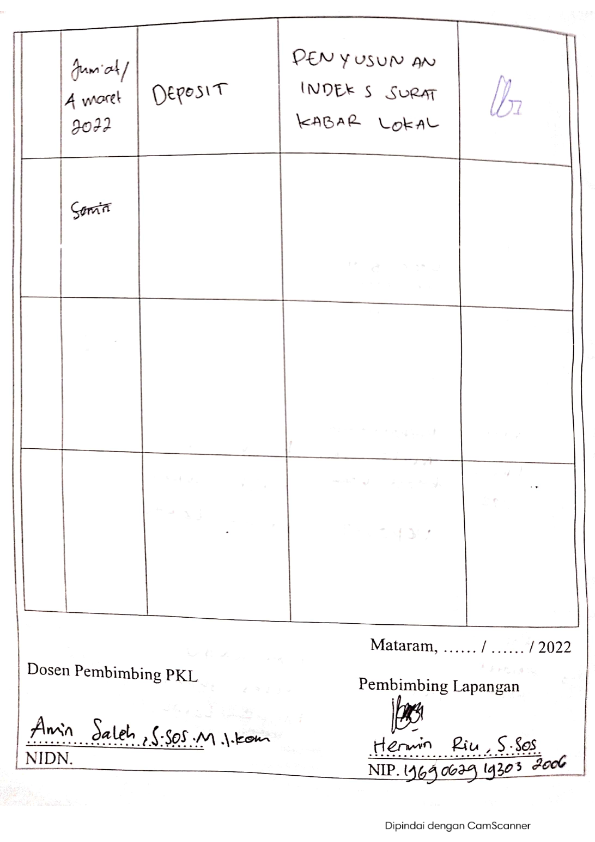 Jum'at/
4 maret
2022
DEPOSIT
PENYUSUNAN
INDEKS SURAT
KABAR LOKAL
Senin
Mataram, ...... / ...... / 2022
Dosen Pembimbing PKL
Pembimbing Lapangan
Amin Saleh, S.Sos.M.I.kom
NIDN.
Hermin Riu, S.Sos
NIP. 19690629 19303 2006
Dipindai dengan CamScanner